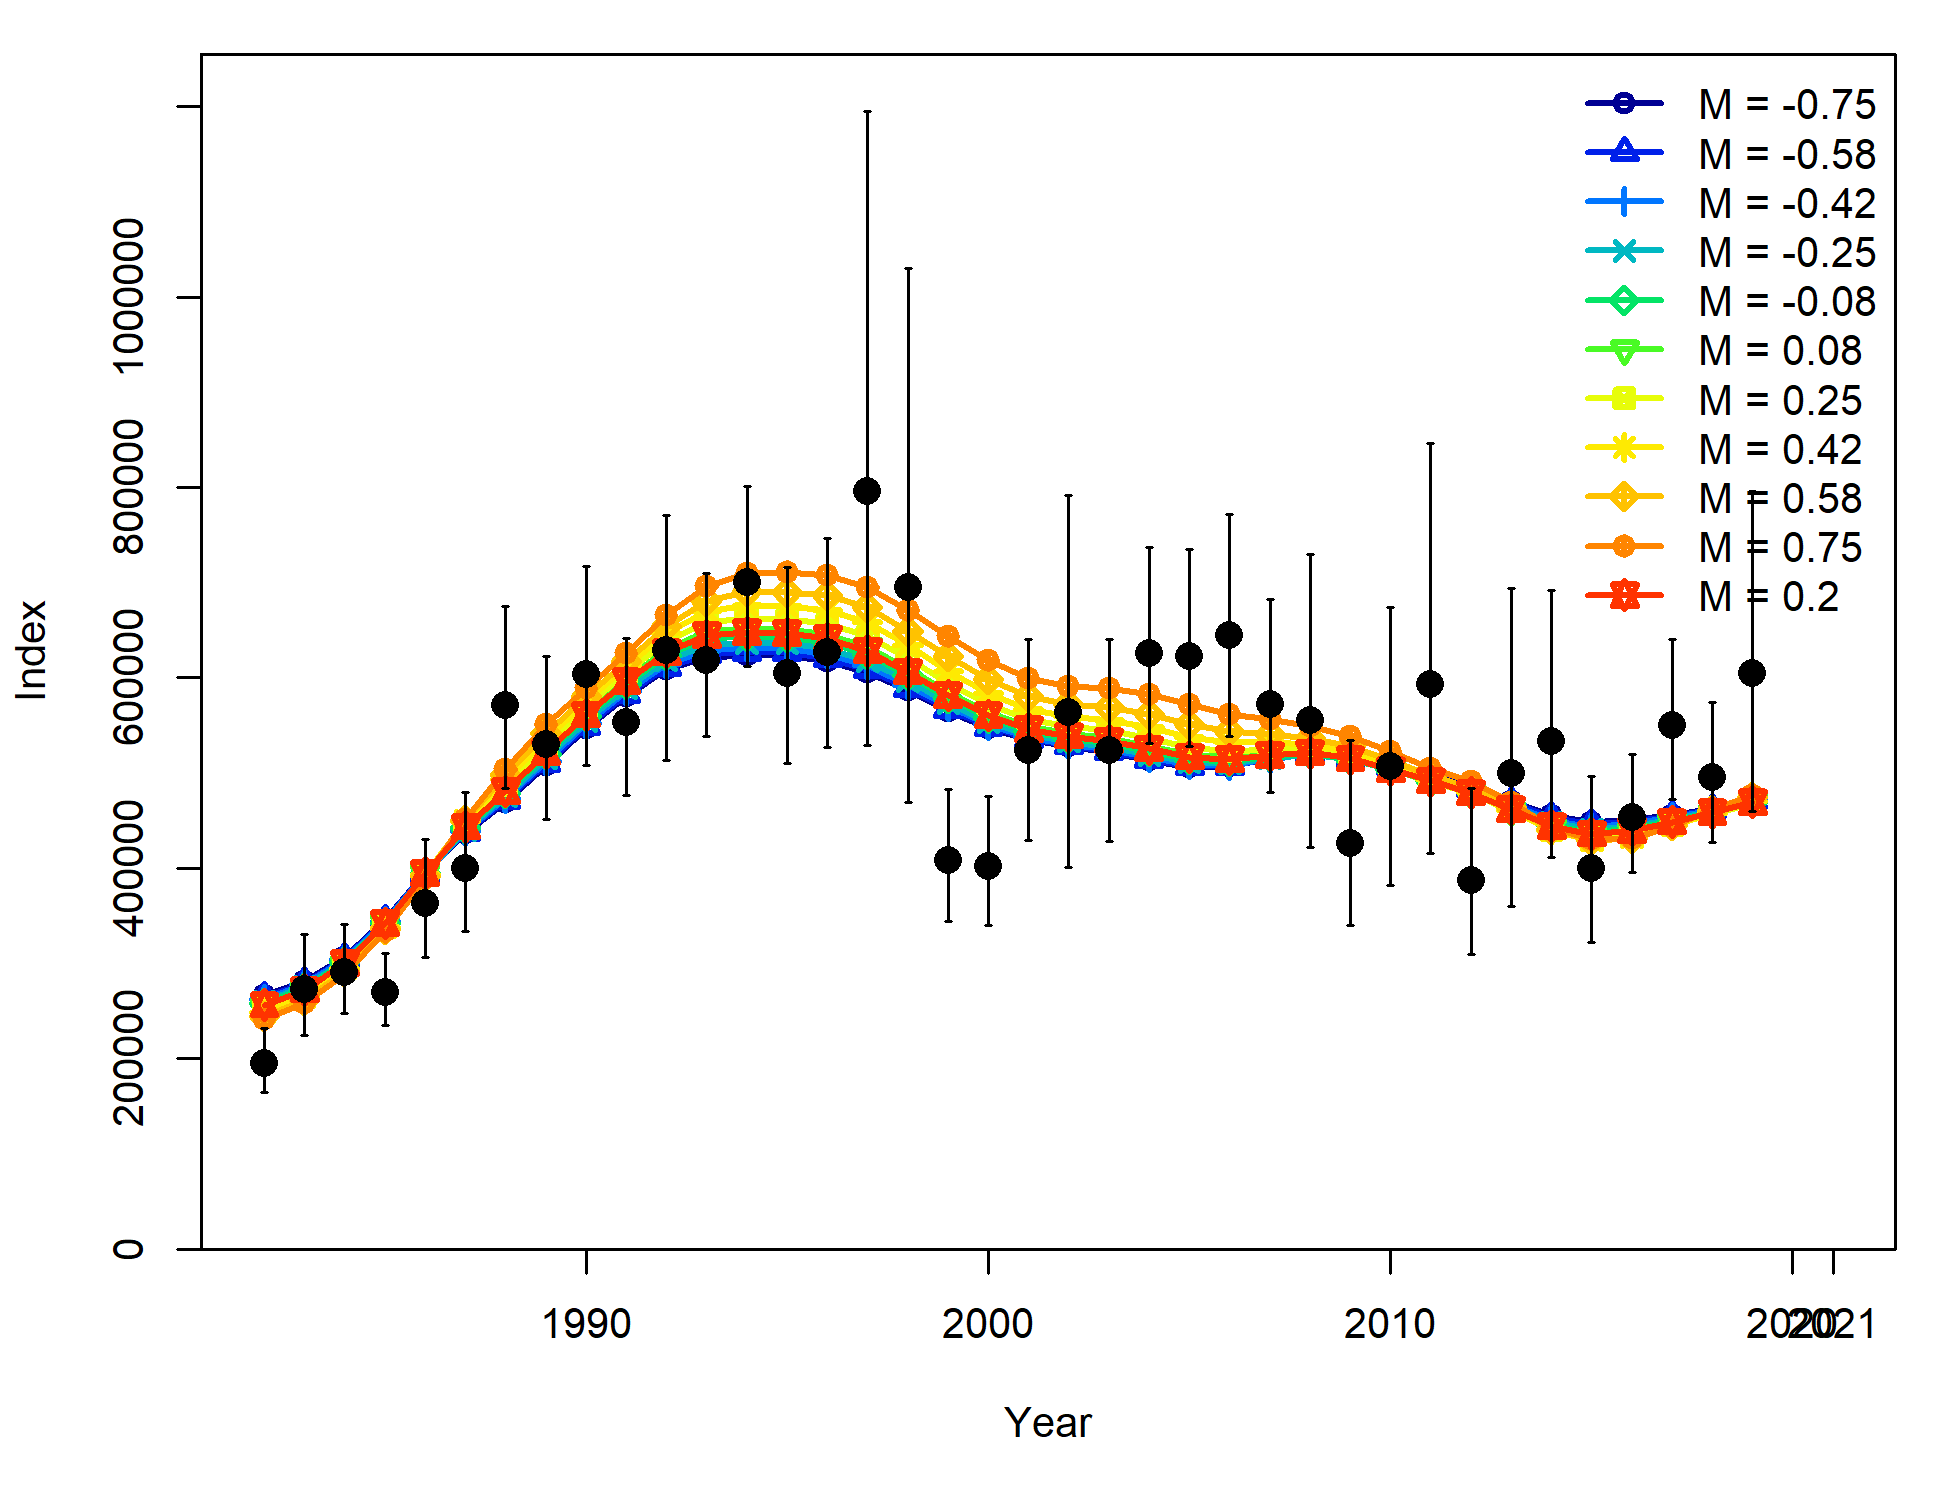 M = -0.75
M = -0.58
M = -0.42
M = -0.25
M = -0.08
M = 0.08
M = 0.25
M = 0.42
M = 0.58
M = 0.75
M = 0.2
Index
1000000
800000
600000
400000
200000
0
1990 2000 2010 2020 2021
Year